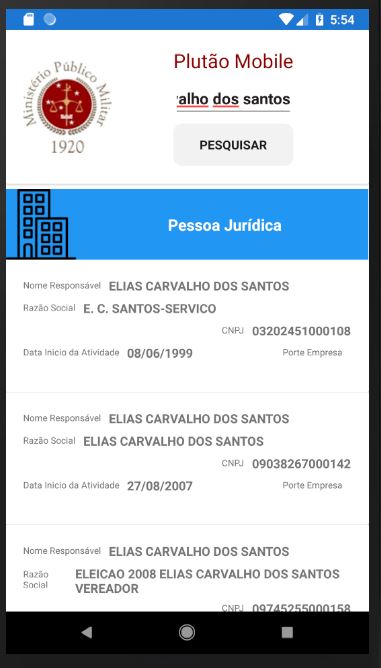 5:54
Plutão Mobile
Ministério Público Militar
1920
alho dos santos
PESQUISAR
Pessoa Jurídica
Nome Responsável ELIAS CARVALHO DOS SANTOS
Razão Social E. C. SANTOS-SERVICO
CNPJ 03202451000108
Data Inicio da Atividade 08/06/1999 Porte Empresa
Nome Responsável ELIAS CARVALHO DOS SANTOS
Razão Social ELIAS CARVALHO DOS SANTOS
CNPJ 09038267000142
Data Inicio da Atividade 27/08/2007 Porte Empresa
Nome Responsável ELIAS CARVALHO DOS SANTOS
Razão Social ELEICAO 2008 ELIAS CARVALHO DOS SANTOS VEREADOR
CNPJ 09745255000158